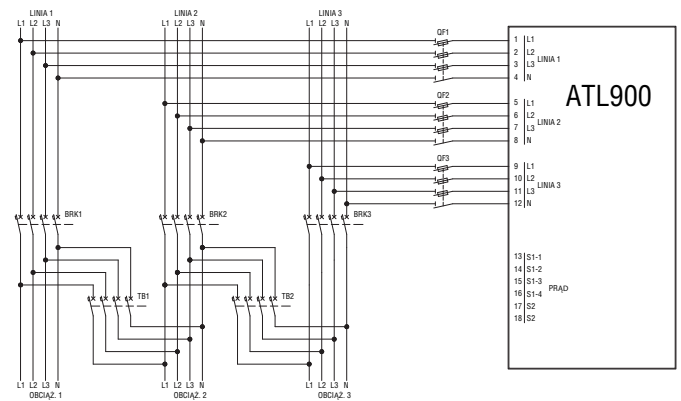 LINIA 1
L1 L2 L3 N
LINIA 2
L1 L2 L3 N
LINIA 3
L1 L2 L3 N
QF1
1 L1
2 L2
3 L3
4 N
LINIA 1
ATL900
QF2
5 L1
6 L2
7 L3
8 N
LINIA 2
QF3
9 L1
10 L2
11 L3
12 N
LINIA 3
BRK1
BRK2
BRK3
13 S1-1
14 S1-2
15 S1-3
16 S1-4
17 S2
18 S2
PRĄD
TB1
TB2
L1 L2 L3 N
OBCIĄŻ. 1
L1 L2 L3 N
OBCIĄŻ. 2
L1 L2 L3 N
OBCIĄŻ. 3